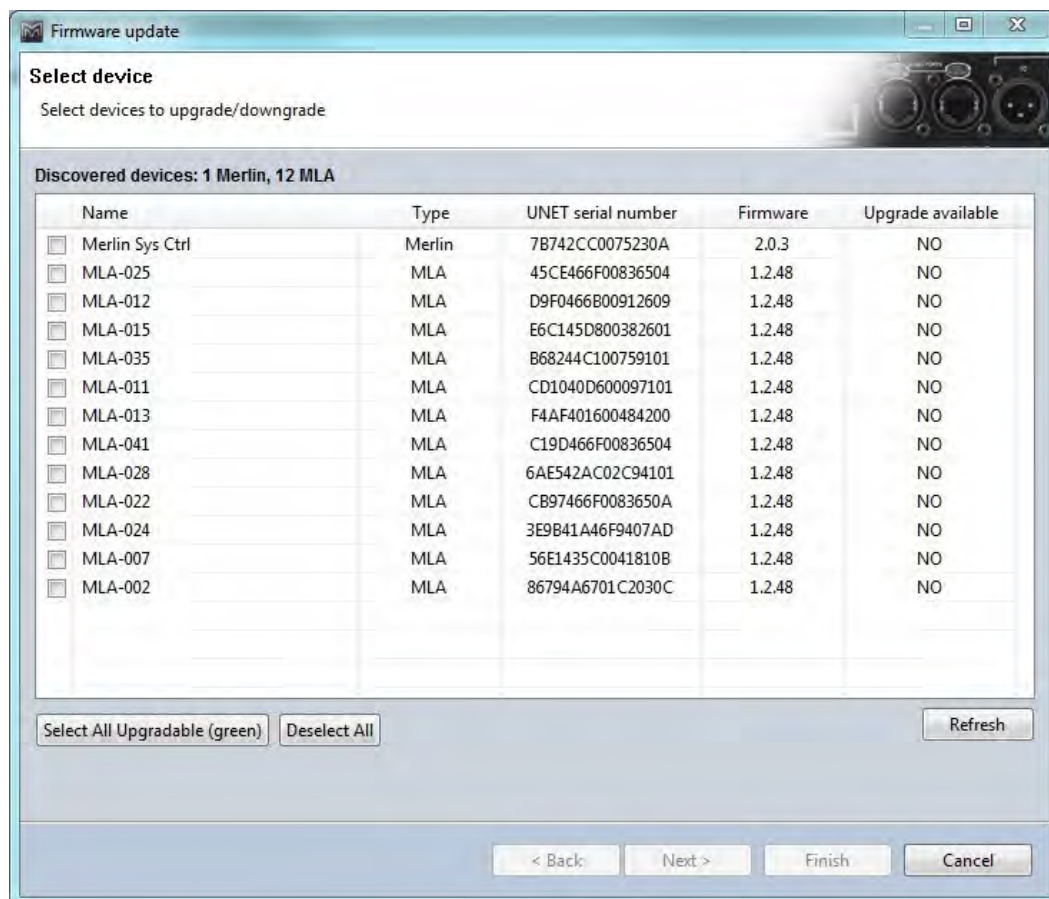 Firmware update
Select device
Select devices to upgrade/downgrade
Discovered devices: 1 Merlin, 12 MLA
Name Type UNET serial number Firmware Upgrade available
Merlin Sys Ctrl Merlin 7B742CC0075230A 2.0.3 NO
MLA-025 MLA 45CE466F00836504 1.2.48 NO
MLA-012 MLA D9F0466B00912609 1.2.48 NO
MLA-015 MLA E6C145D800382601 1.2.48 NO
MLA-035 MLA B68244C100759101 1.2.48 NO
MLA-011 MLA CD1040D600097101 1.2.48 NO
MLA-013 MLA F4AF401600484200 1.2.48 NO
MLA-041 MLA C19D466F00836504 1.2.48 NO
MLA-028 MLA 6AE542AC02C94101 1.2.48 NO
MLA-022 MLA CB97466F0083650A 1.2.48 NO
MLA-024 MLA 3E9B41A46F9407AD 1.2.48 NO
MLA-007 MLA 56E1435C0041810B 1.2.48 NO
MLA-002 MLA 86794A6701C2030C 1.2.48 NO
Select All Upgradable (green) Deselect All Refresh
< Back Next > Finish Cancel